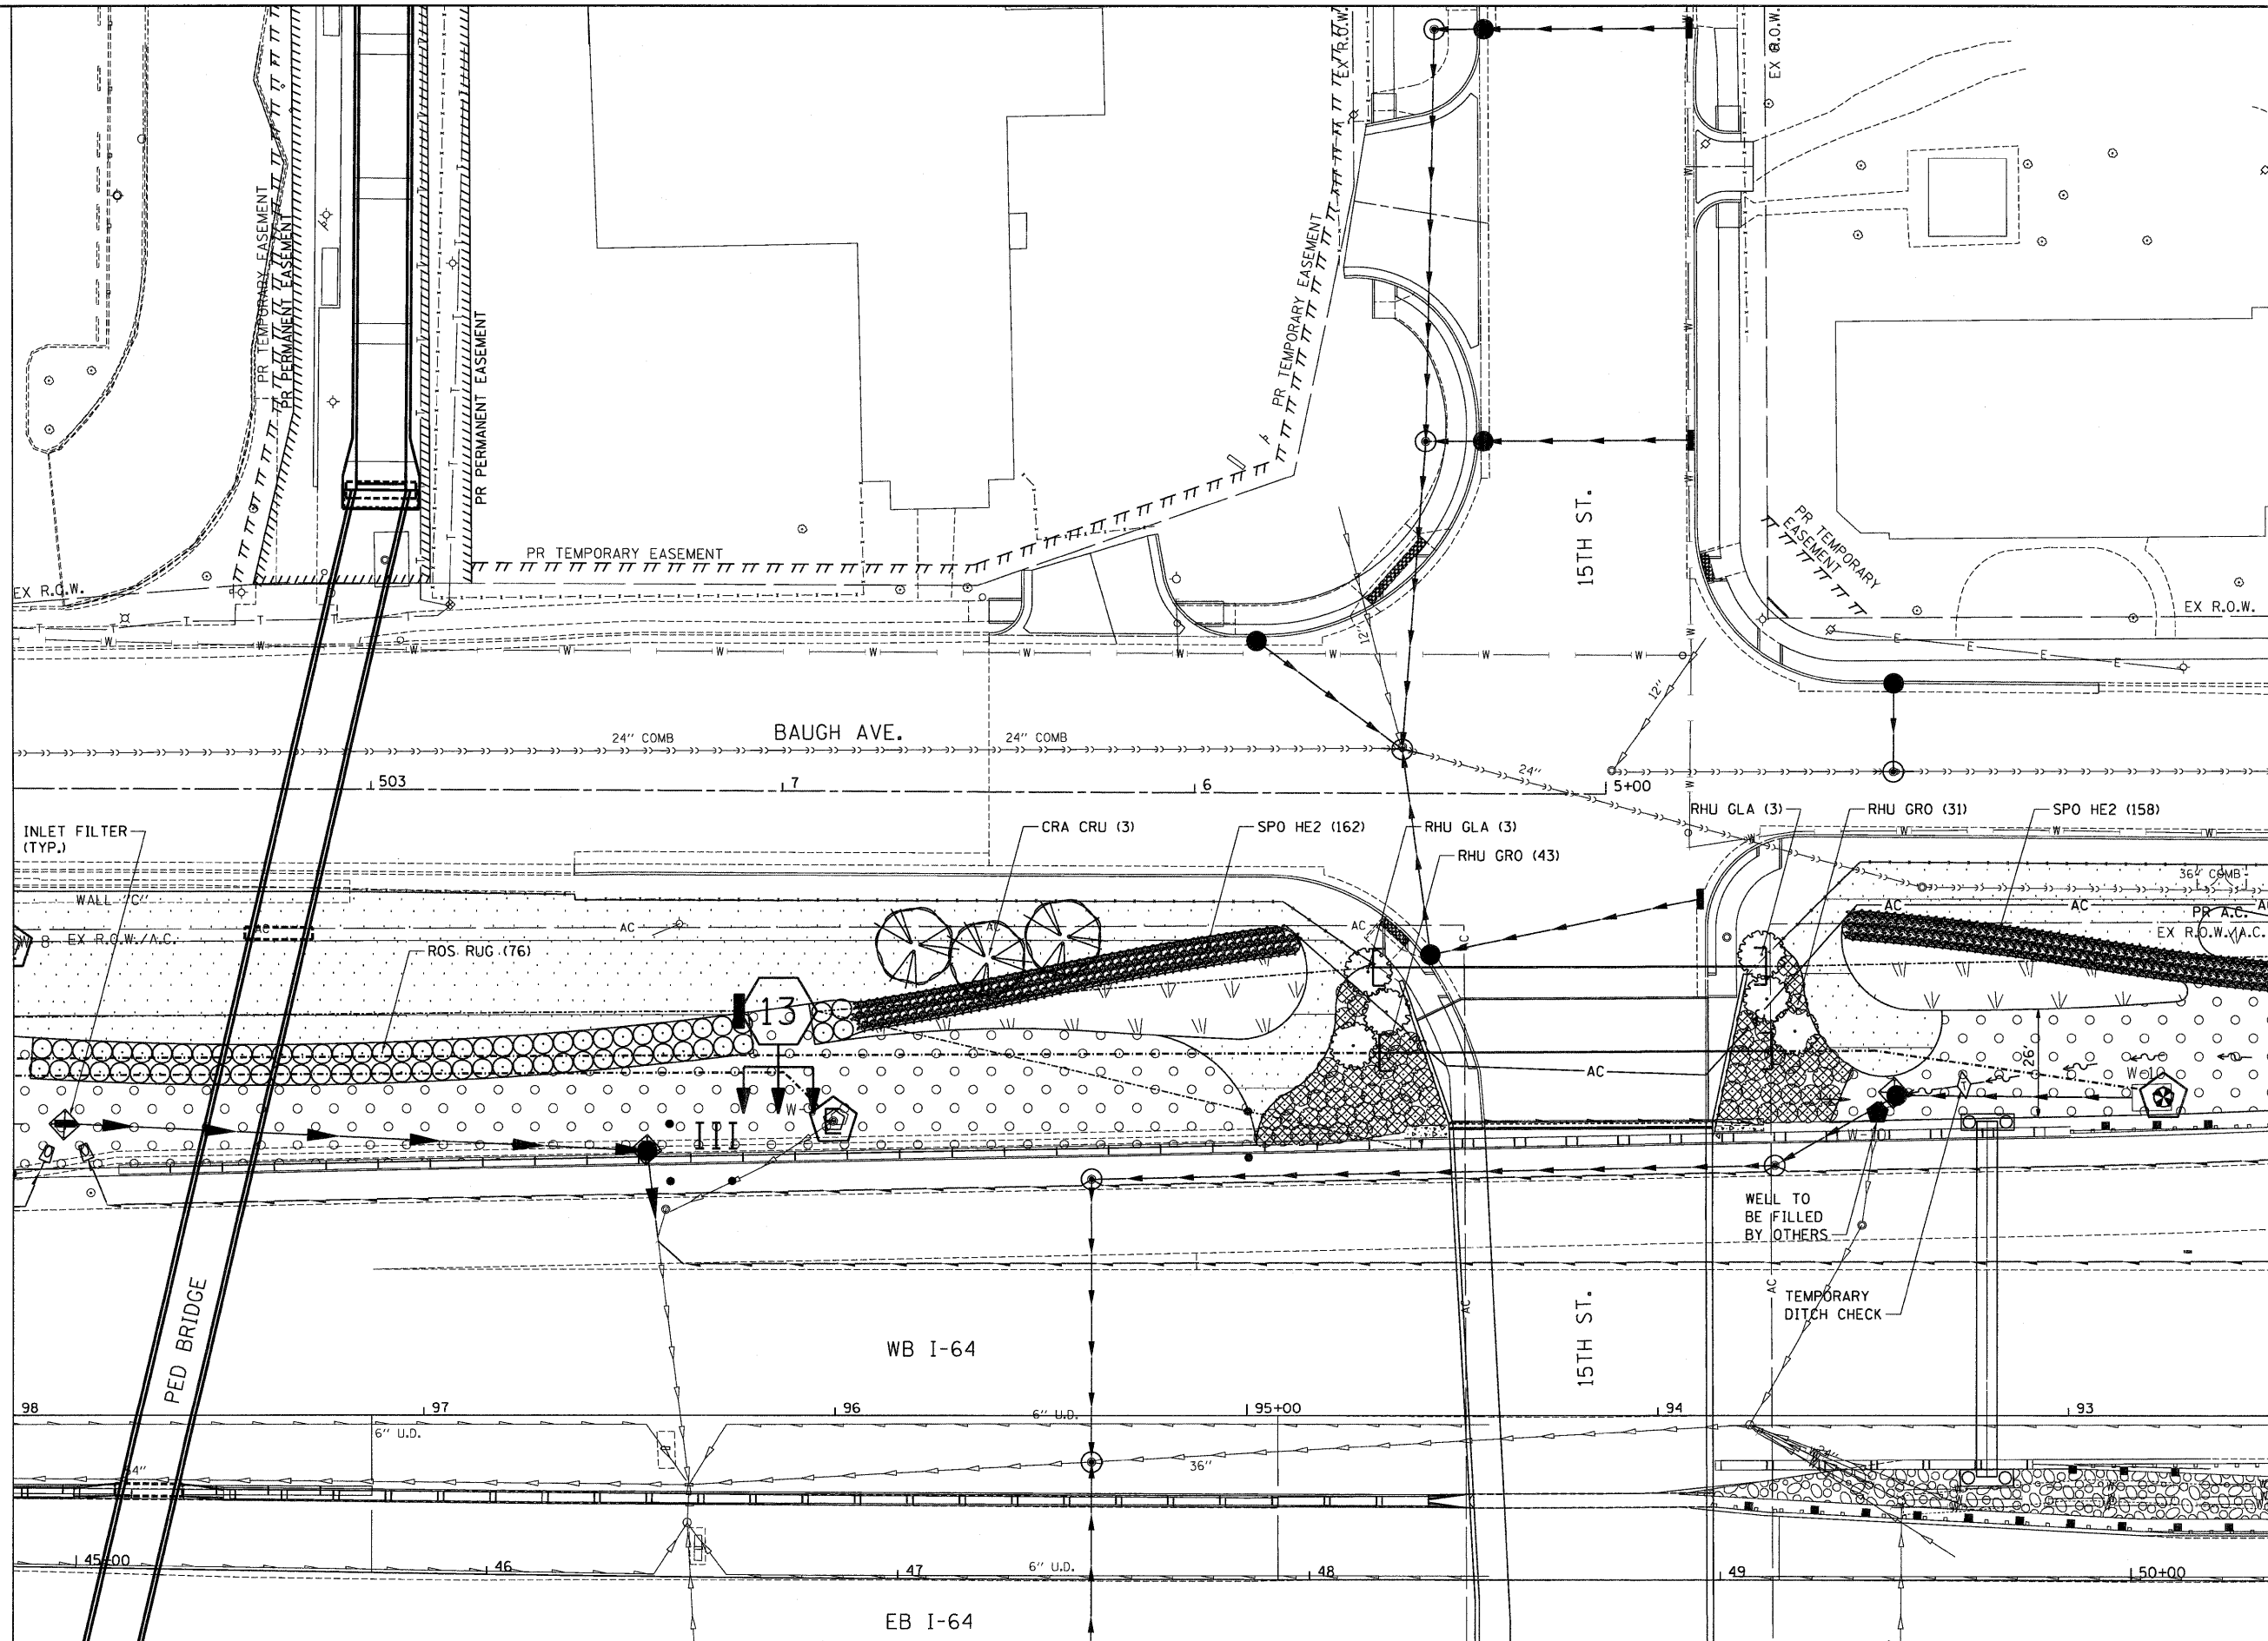 EX R.O.W.
EX R.O.W.
PR TEMPORARY EASEMENT
PR PERMANENT EASEMENT
PR PERMANENT EASEMENT
PR TEMPORARY EASEMENT
PR TEMPORARY EASEMENT
15TH ST.
PR TEMPORARY
EASEMENT
EX R.O.W.
EX R.O.W.
12"
12"
BAUGH AVE.
24" COMB
24" COMB
24"
503
7
6
5+00
INLET FILTER
(TYP.)
CRA CRU (3)
SPO HE2 (162)
RHU GLA (3)
RHU GRO (43)
RHU GLA (3)
RHU GRO (31)
SPO HE2 (158)
36" COMB
WALL "C"
EX R.O.W./A.C.
ROS RUG (76)
AC
AC
AC
AC
AC
PR A.C.
EX R.O.W./A.C.
13
III
AC
26'
W-10
WELL TO
BE FILLED
BY OTHERS
TEMPORARY
DITCH CHECK
PED BRIDGE
WB I-64
15TH ST.
AC
AC
98
97
96
95+00
94
93
6" U.D.
6" U.D.
36"
24"
45+00
46
47
6" U.D.
48
49
50+00
EB I-64